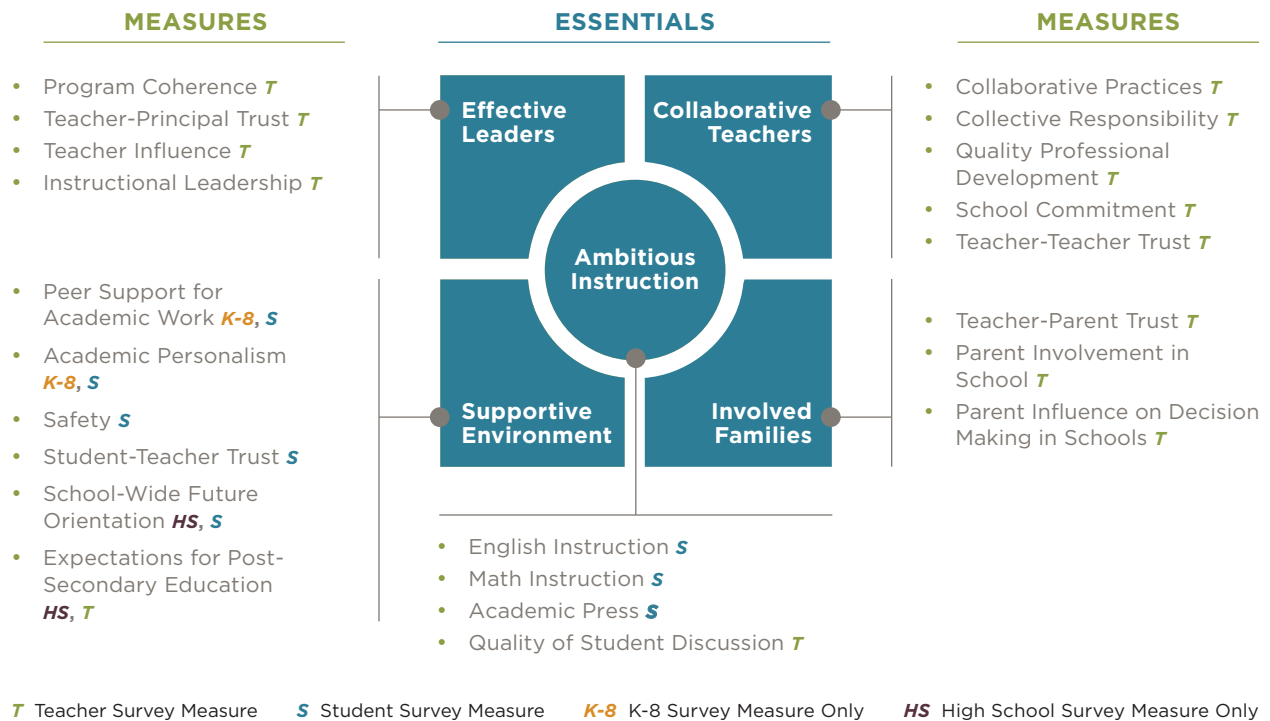 MEASURES
ESSENTIALS
MEASURES
• Program Coherence T
• Teacher-Principal Trust T
• Teacher Influence T
• Instructional Leadership T
Effective
Leaders
Collaborative
Teachers
• Collaborative Practices T
• Collective Responsibility T
• Quality Professional
Development T
• School Commitment T
• Teacher-Teacher Trust T
Ambitious
Instruction
• Peer Support for
Academic Work K-8, S
• Academic Personalism
K-8, S
• Safety S
• Student-Teacher Trust S
• School-Wide Future
Orientation HS, S
• Expectations for Post-
Secondary Education
HS, T
Supportive
Environment
Involved
Families
• Teacher-Parent Trust T
• Parent Involvement in
School T
• Parent Influence on Decision
Making in Schools T
• English Instruction S
• Math Instruction S
• Academic Press S
• Quality of Student Discussion T
T Teacher Survey Measure
S Student Survey Measure
K-8 K-8 Survey Measure Only
HS High School Survey Measure Only